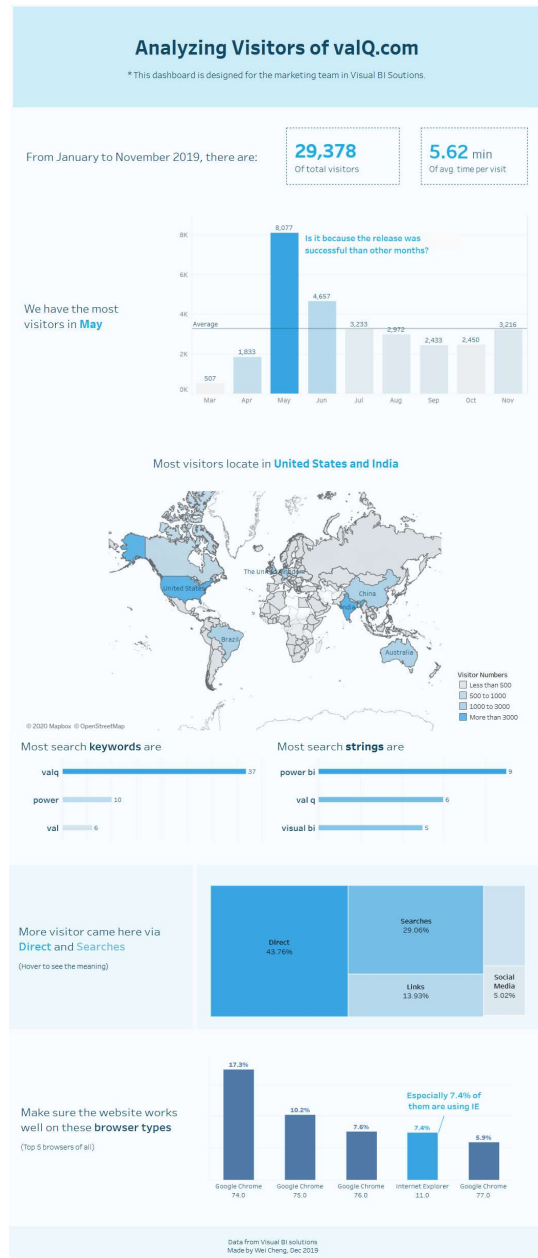 Analyzing Visitors of valQ.com
* This dashboard is designed for the marketing team in Visual BI Soutions.
From January to November 2019, there are:
29,378
Of total visitors
5.62 min
Of avg. time per visit
We have the most
visitors in May
Is it because the release was
successful than other months?
8K
6K
4K
2K
0K
Average
507
1,833
8,077
4,657
3,233
2,972
2,433
2,450
3,216
Mar
Apr
May
Jun
Jul
Aug
Sep
Oct
Nov
Most visitors locate in United States and India
The United Kingdom
United States
China
India
Brazil
Australia
Visitor Numbers
Less than 500
500 to 1000
1000 to 3000
More than 3000
© 2020 Mapbox © OpenStreetMap
Most search keywords are
valq 37
power 10
val 6
Most search strings are
power bi 9
val q 6
visual bi 5
More visitor came here via
Direct and Searches
(Hover to see the meaning)
Direct
43.76%
Searches
29.06%
Links
13.93%
Social
Media
5.02%
Make sure the website works
well on these browser types
(Top 5 browsers of all)
17.3%
10.2%
7.6%
7.4%
5.9%
Especially 7.4% of
them are using IE
Google Chrome
74.0
Google Chrome
75.0
Google Chrome
76.0
Internet Explorer
11.0
Google Chrome
77.0
Data from Visual BI solutions
Made by Wei Cheng, Dec 2019